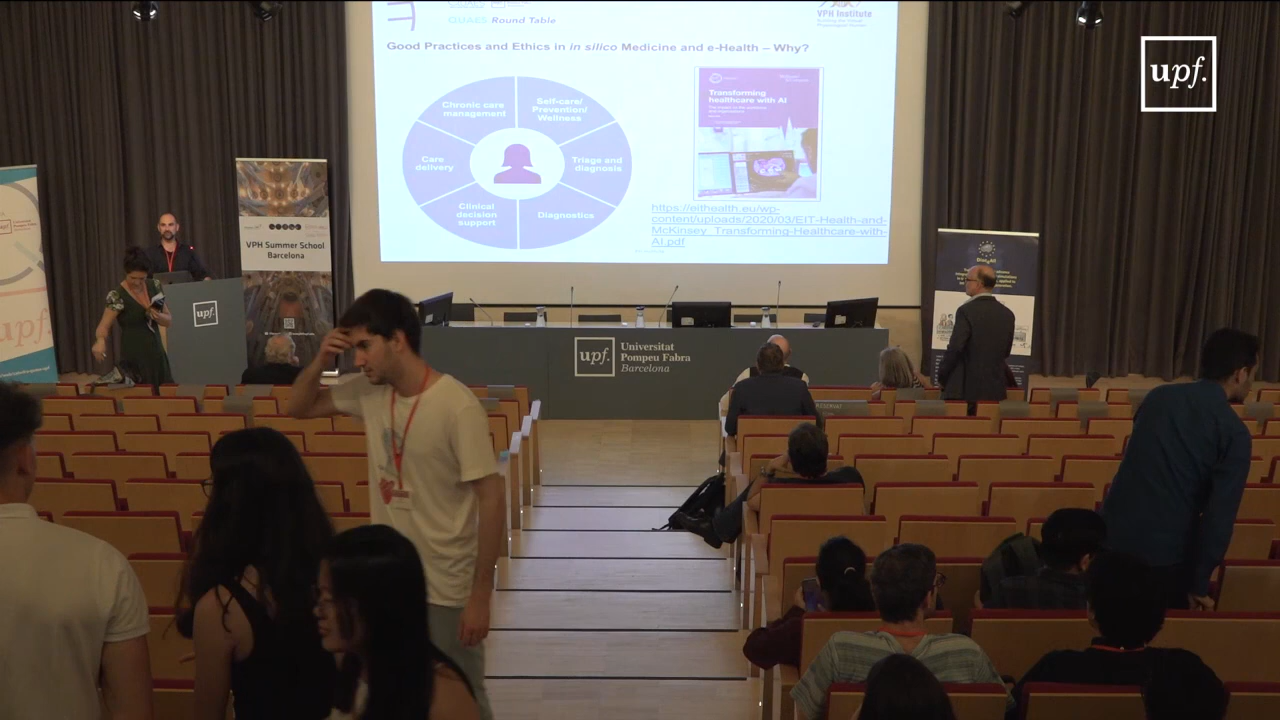 QUAES Round Table
VPH Institute
Good Practices and Ethics in in silico Medicine and e-Health – Why?
Chronic care
management
Self-care/
Prevention/
Wellness
Care
delivery
Triage and
diagnosis
Clinical
decision
support
Diagnostics
Transforming
healthcare with AI
https://eithealth.eu/wp-
content/uploads/2020/03/EIT-Health-and-
McKinsey_Transforming-Healthcare-with-
AI.pdf
upf.
VPH Summer School
Barcelona
upf.
upf.
upf.
Universitat
Pompeu Fabra
Barcelona